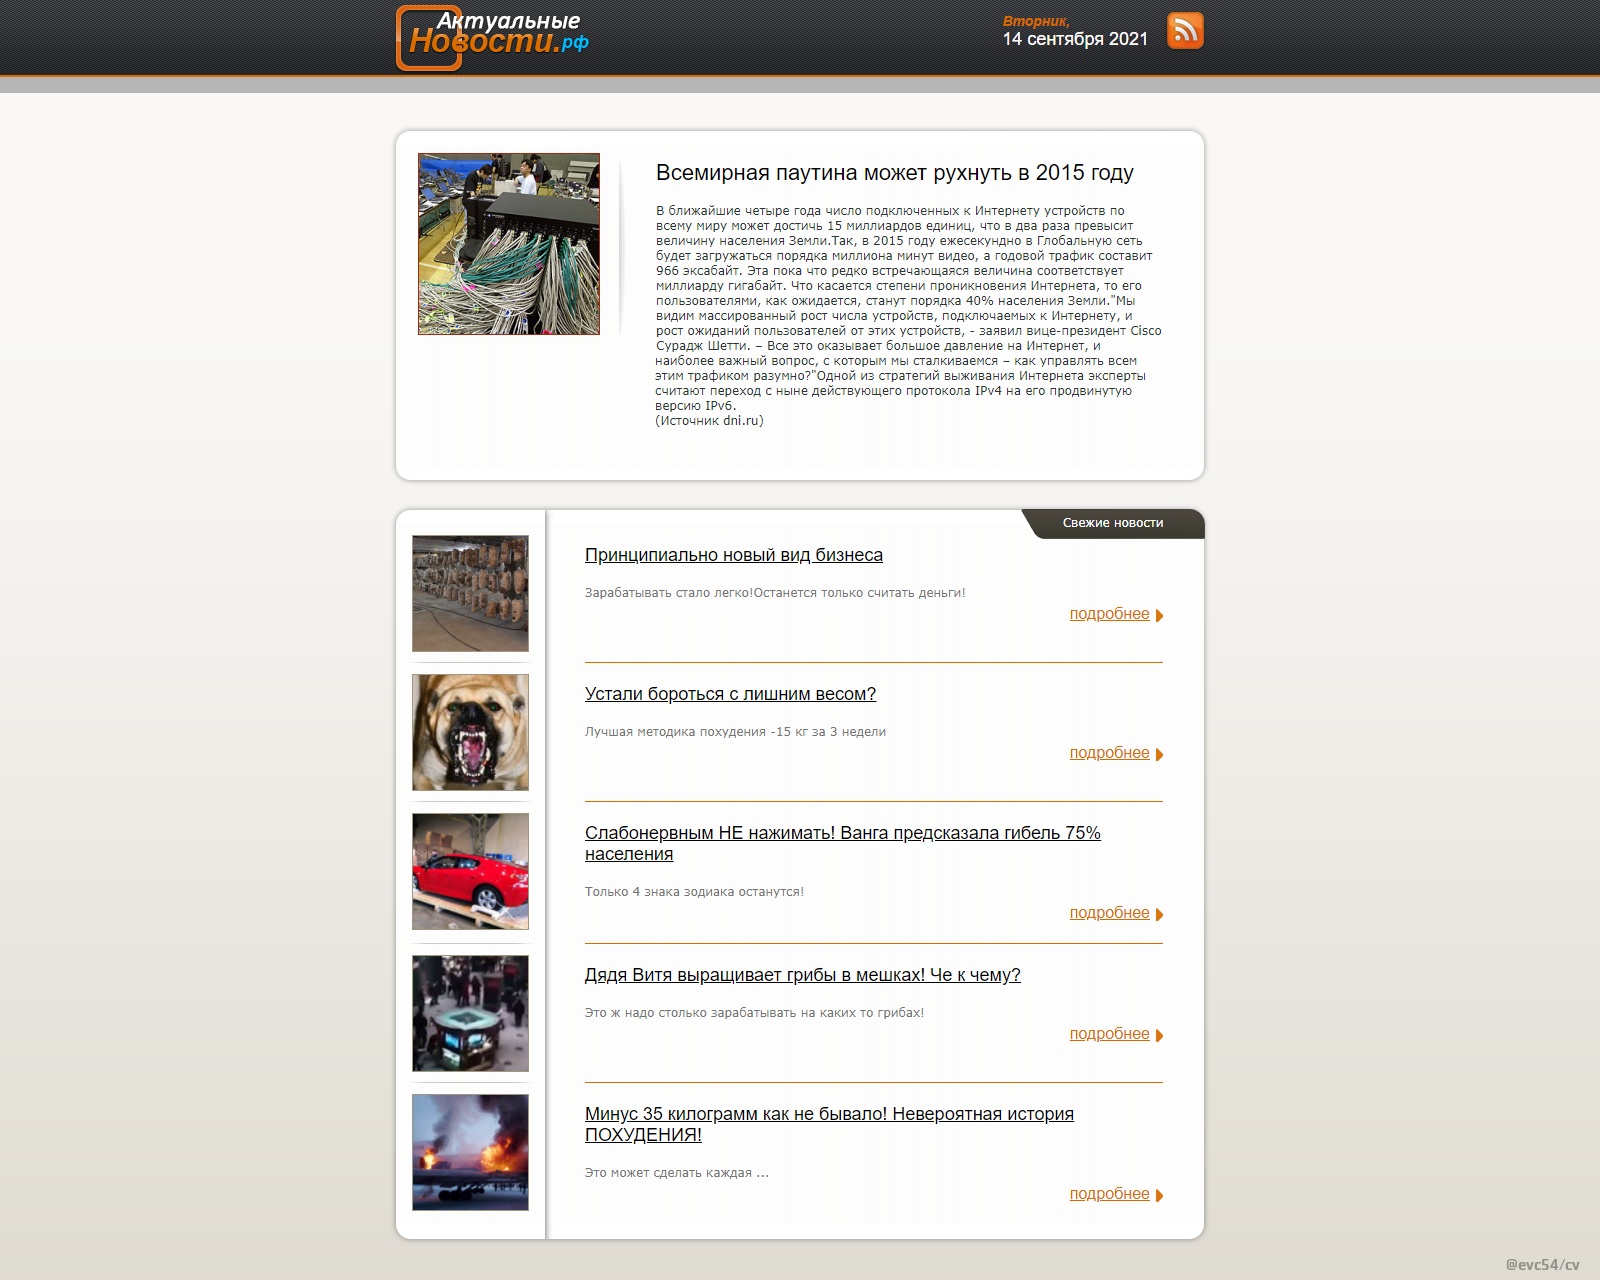 Актуальные
Новости.рф
Вторник,
14 сентября 2021
Всемирная паутина может рухнуть в 2015 году
В ближайшие четыре года число подключенных к Интернету устройств по
всему миру может достичь 15 миллиардов единиц, что в два раза превысит
величину населения Земли.Так, в 2015 году ежесекундно в Глобальную сеть
будет загружаться порядка миллиона минут видео, а годовой трафик составит
966 эксабайт. Эта пока что редко встречающаяся величина соответствует
миллиарду гигабайт. Что касается степени проникновения Интернета, то его
пользователями, как ожидается, станут порядка 40% населения Земли."Мы
видим массированный рост числа устройств, подключаемых к Интернету, и
рост ожиданий пользователей от этих устройств, - заявил вице-президент Cisco
Сурадж Шетти. – Все это оказывает большое давление на Интернет, и
наиболее важный вопрос, с которым мы сталкиваемся – как управлять всем
этим трафиком разумно?"Одной из стратегий выживания Интернета эксперты
считают переход с ныне действующего протокола IPv4 на его продвинутую
версию IPv6.
(Источник dni.ru)
Свежие новости
Принципиально новый вид бизнеса
Зарабатывать стало легко!Останется только считать деньги!
подробнее
Устали бороться с лишним весом?
Лучшая методика похудения -15 кг за 3 недели
подробнее
Слабонервным НЕ нажимать! Ванга предсказала гибель 75%
населения
Только 4 знака зодиака останутся!
подробнее
Дядя Витя выращивает грибы в мешках! Че к чему?
Это ж надо столько зарабатывать на каких то грибах!
подробнее
Минус 35 килограмм как не бывало! Невероятная история
ПОХУДЕНИЯ!
Это может сделать каждая ...
подробнее
@evc54/cv